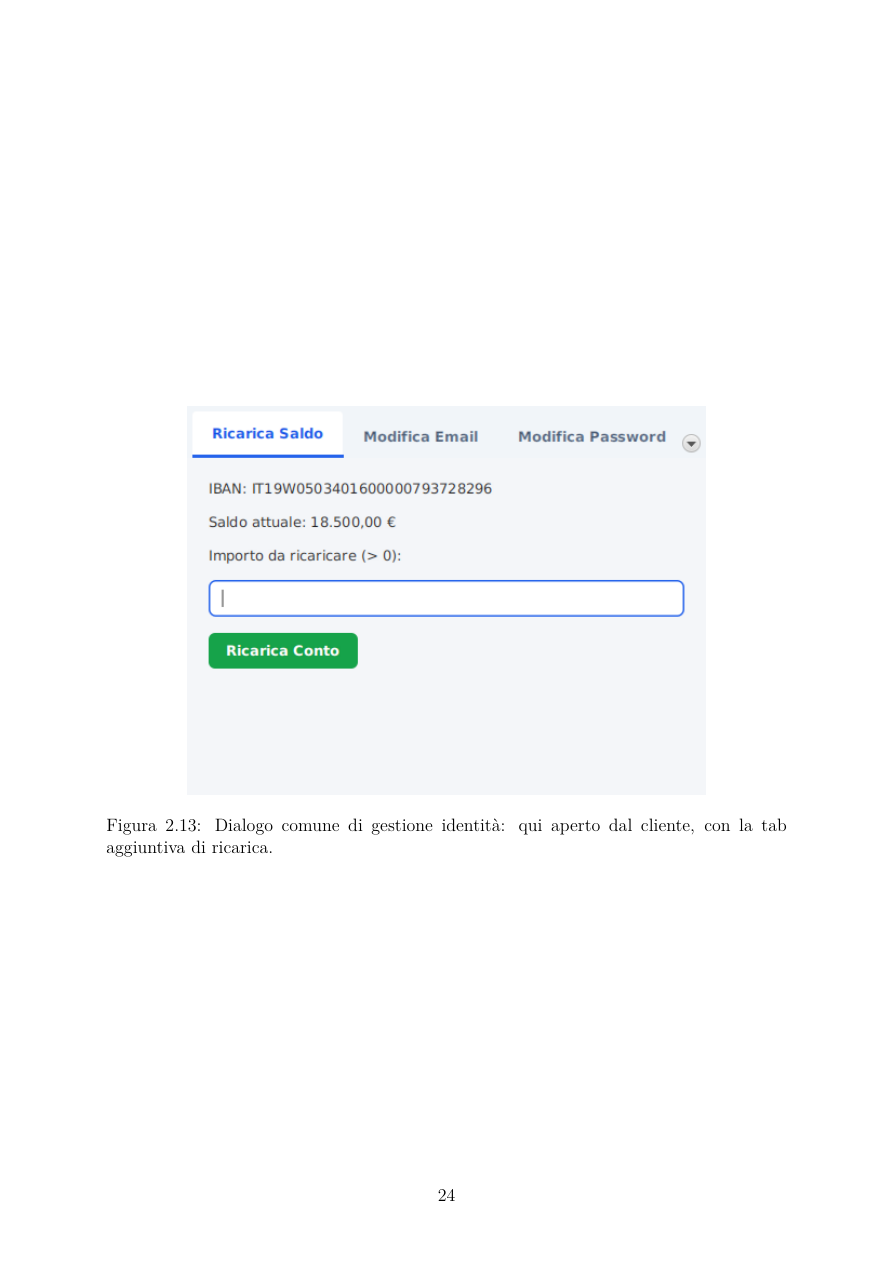 Ricarica Saldo Modifica Email Modifica Password
IBAN: IT19W0503401600000793728296
Saldo attuale: 18.500,00 €
Importo da ricaricare (> 0):
Ricarica Conto
Figura 2.13: Dialogo comune di gestione identità: qui aperto dal cliente, con la tab
aggiuntiva di ricarica.
24